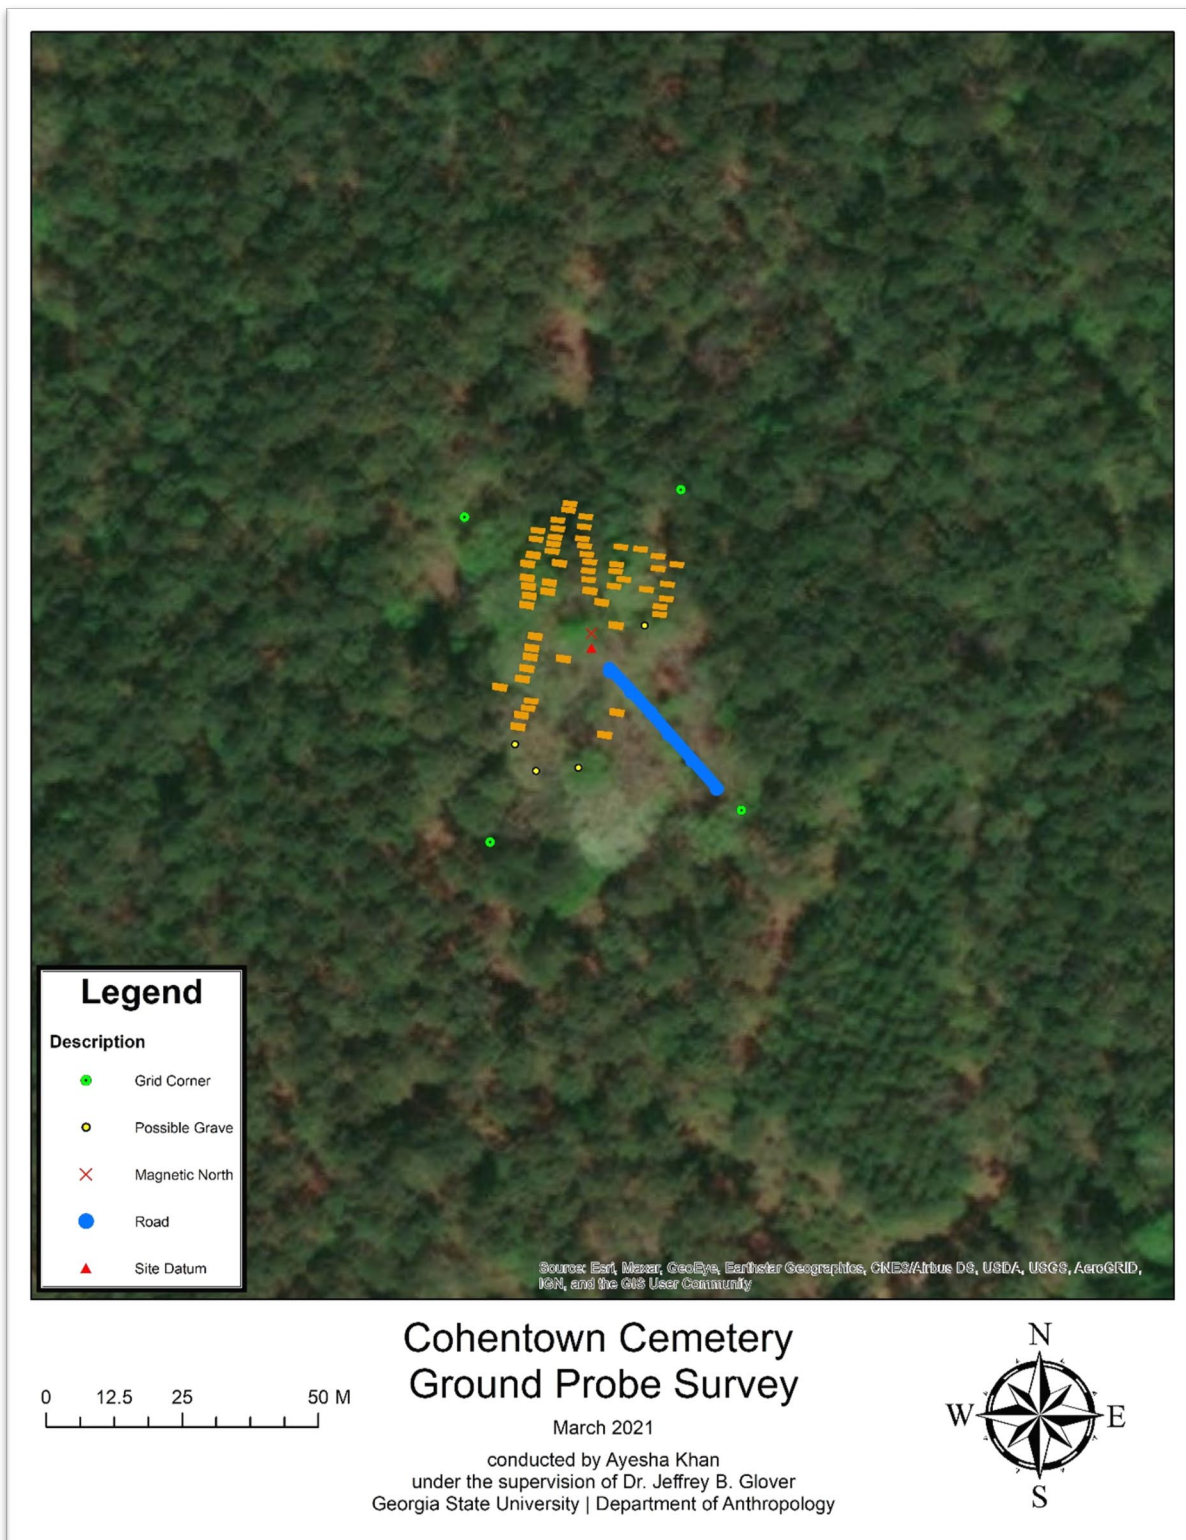 Legend
Description
Grid Corner
Possible Grave
Magnetic North
Road
Site Datum
Source: Esri, Maxar, GeoEye, Earthstar Geographics, CNES/Airbus DS, USDA, USGS, AeroGRID,
IGN, and the GIS User Community
Cohentown Cemetery
Ground Probe Survey
March 2021
conducted by Ayesha Khan
under the supervision of Dr. Jeffrey B. Glover
Georgia State University | Department of Anthropology
0 12.5 25 50 M
N
W E
S